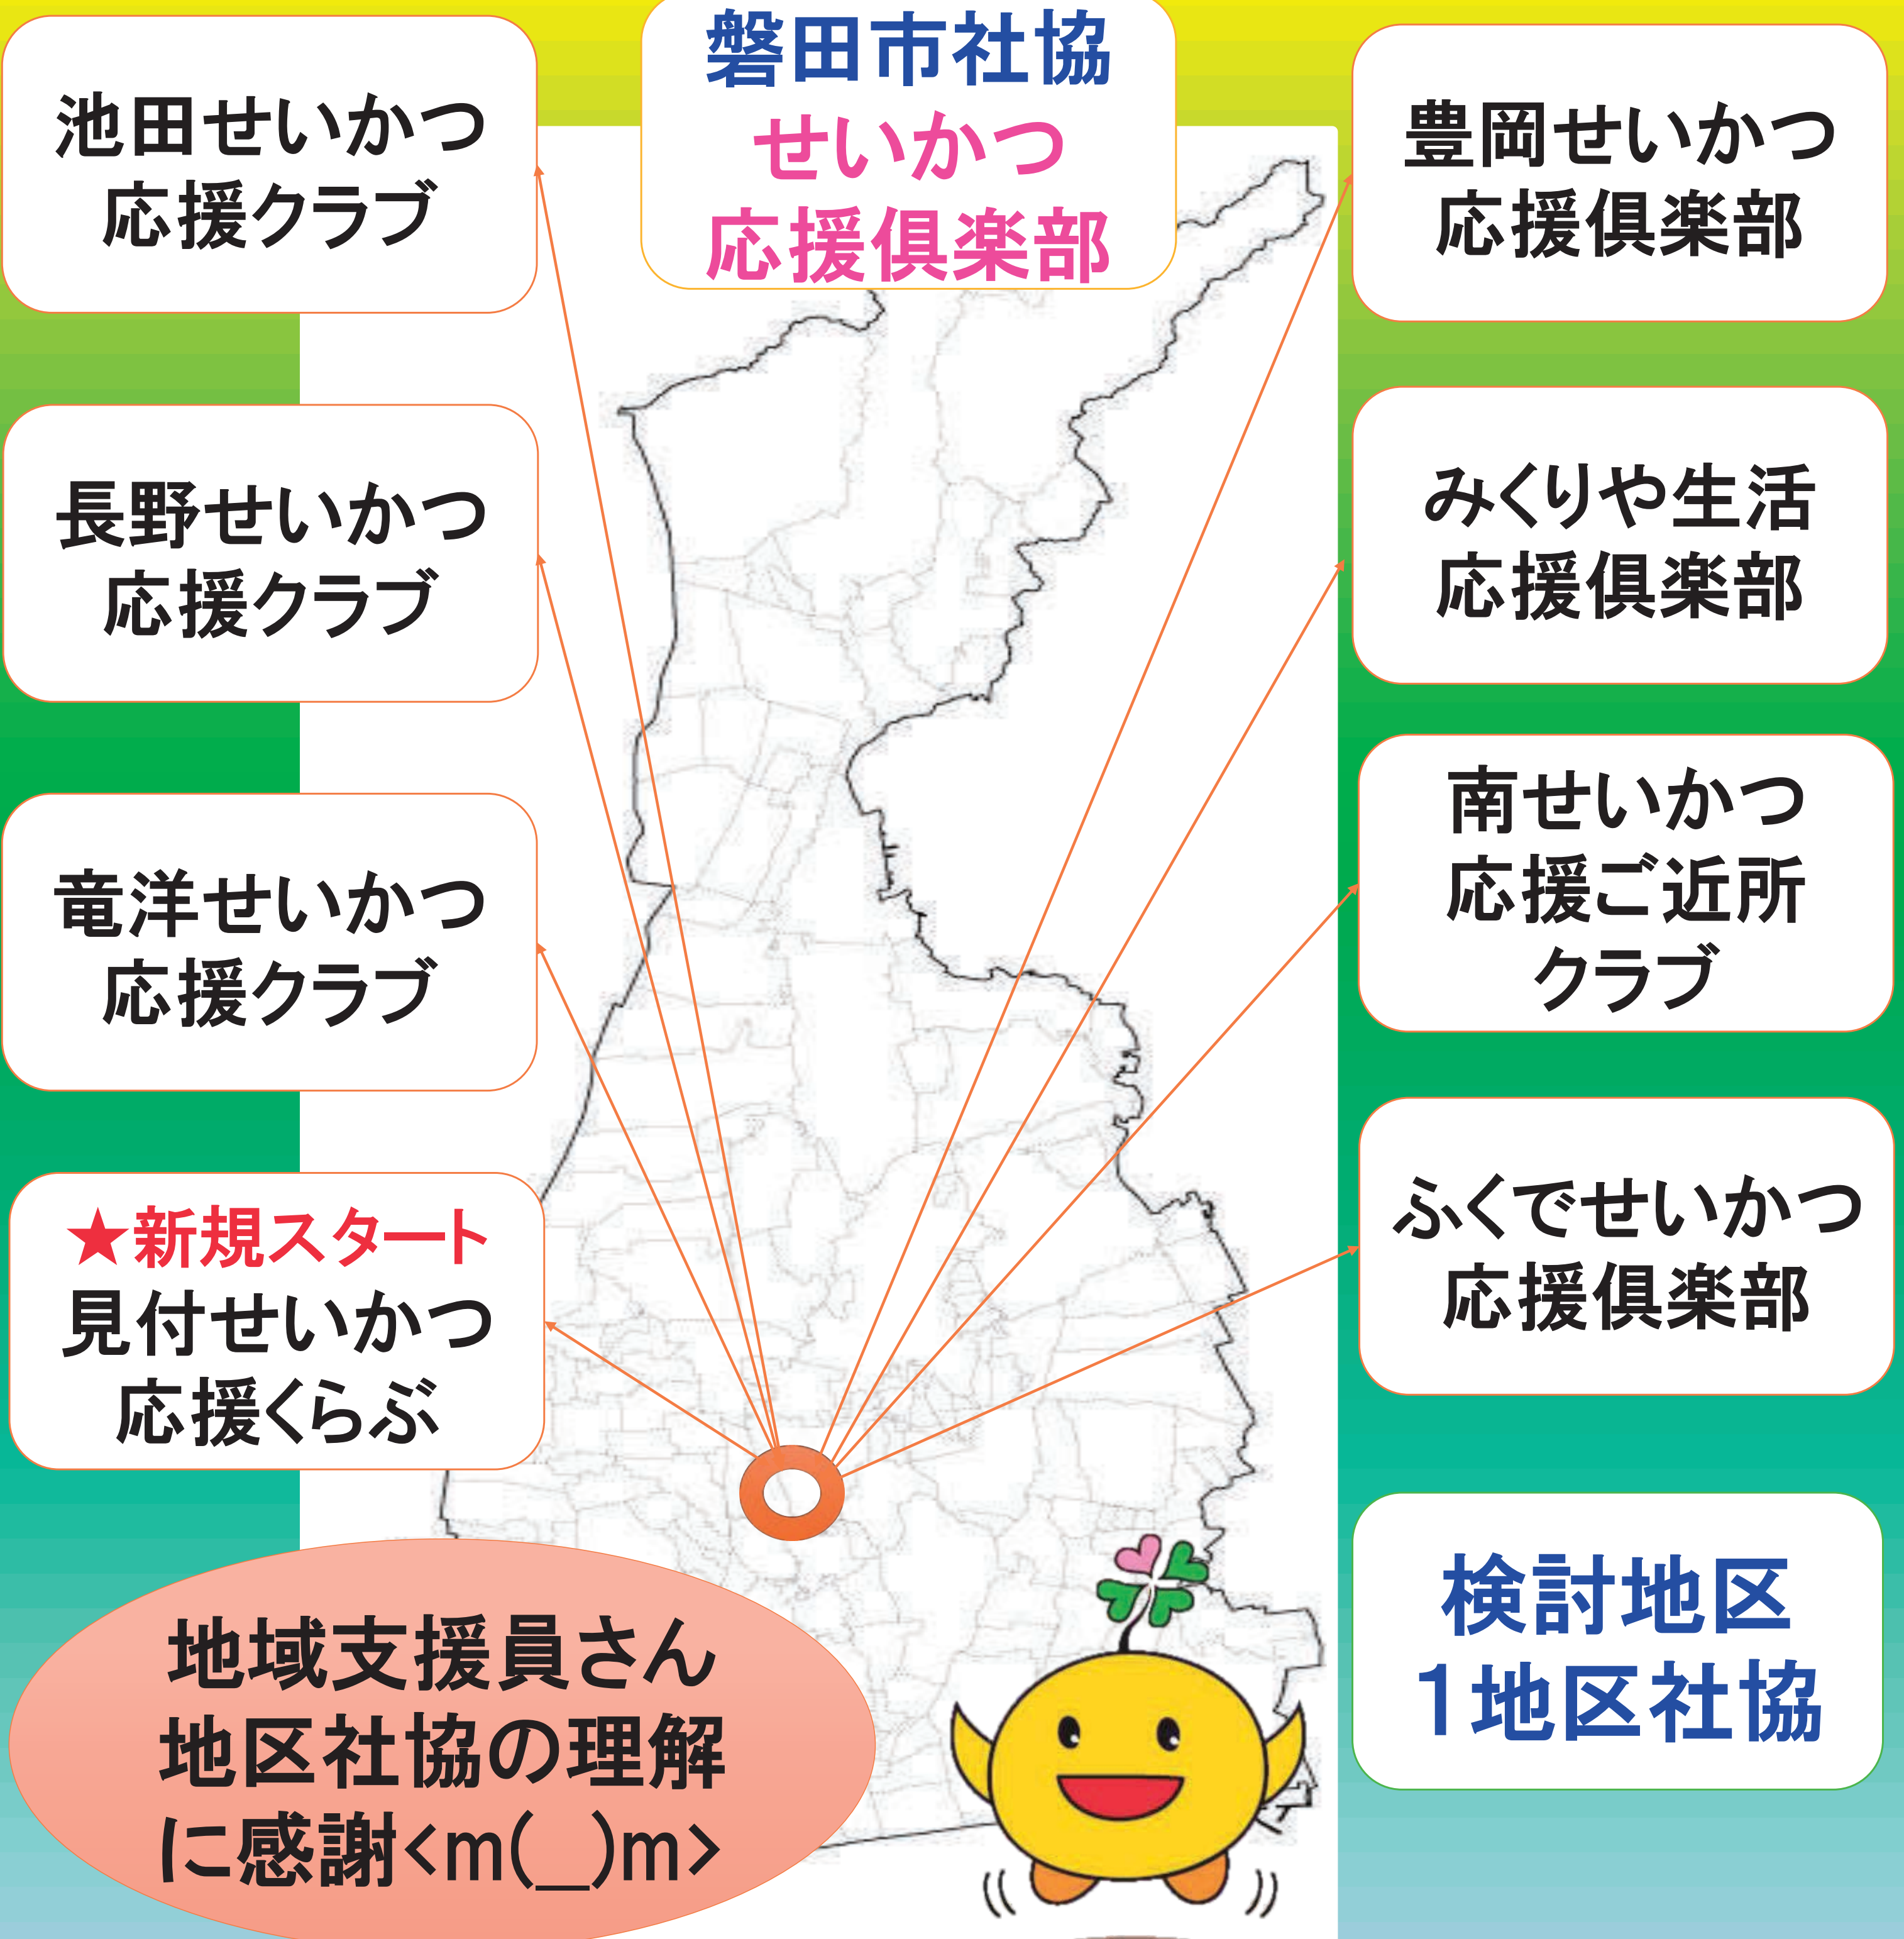 磐田市社協
せいかつ
応援俱楽部
池田せいかつ
応援クラブ
長野せいかつ
応援クラブ
竜洋せいかつ
応援クラブ
★新規スタート
見付せいかつ
応援くらぶ
豊岡せいかつ
応援俱楽部
みくりや生活
応援俱楽部
南せいかつ
応援ご近所
クラブ
ふくでせいかつ
応援俱楽部
検討地区
1地区社協
地域支援員さん
地区社協の理解
に感謝<m(__)m>